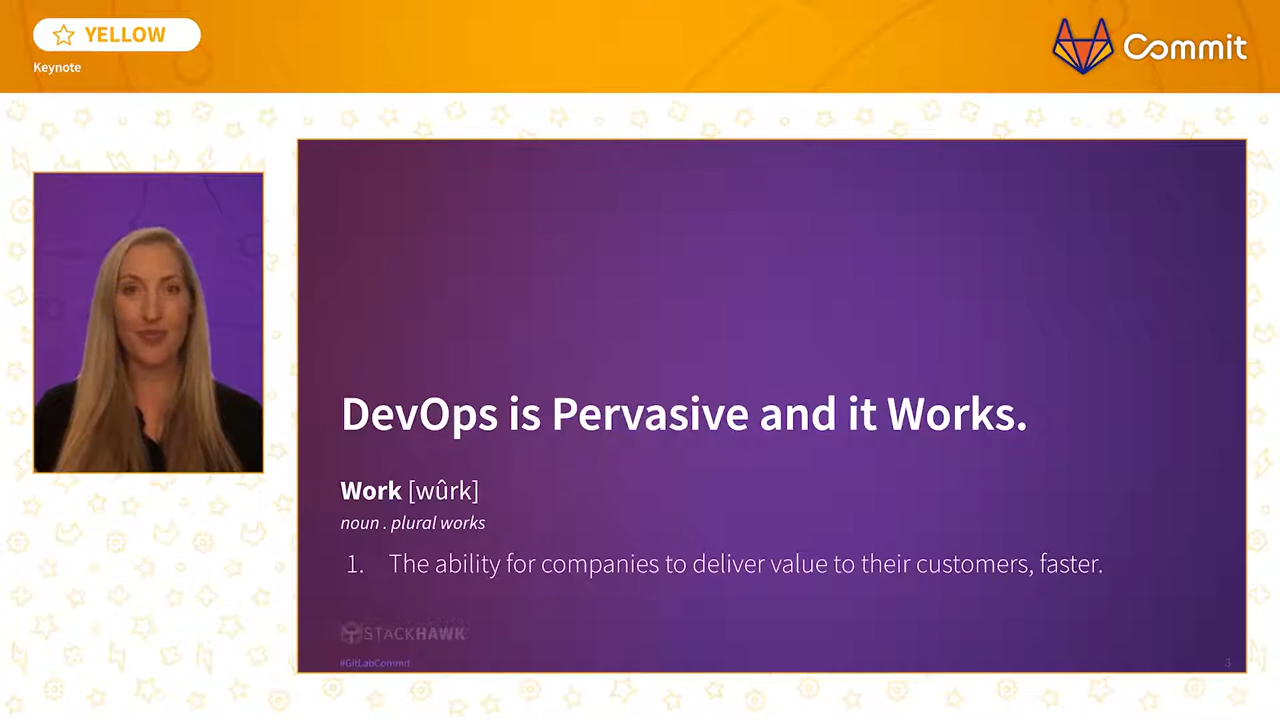 YELLOW
Keynote
Commit
DevOps is Pervasive and it Works.
Work [wûrk]
noun . plural works
1. The ability for companies to deliver value to their customers, faster.
STACKHAWK
#GitLabCommit
3